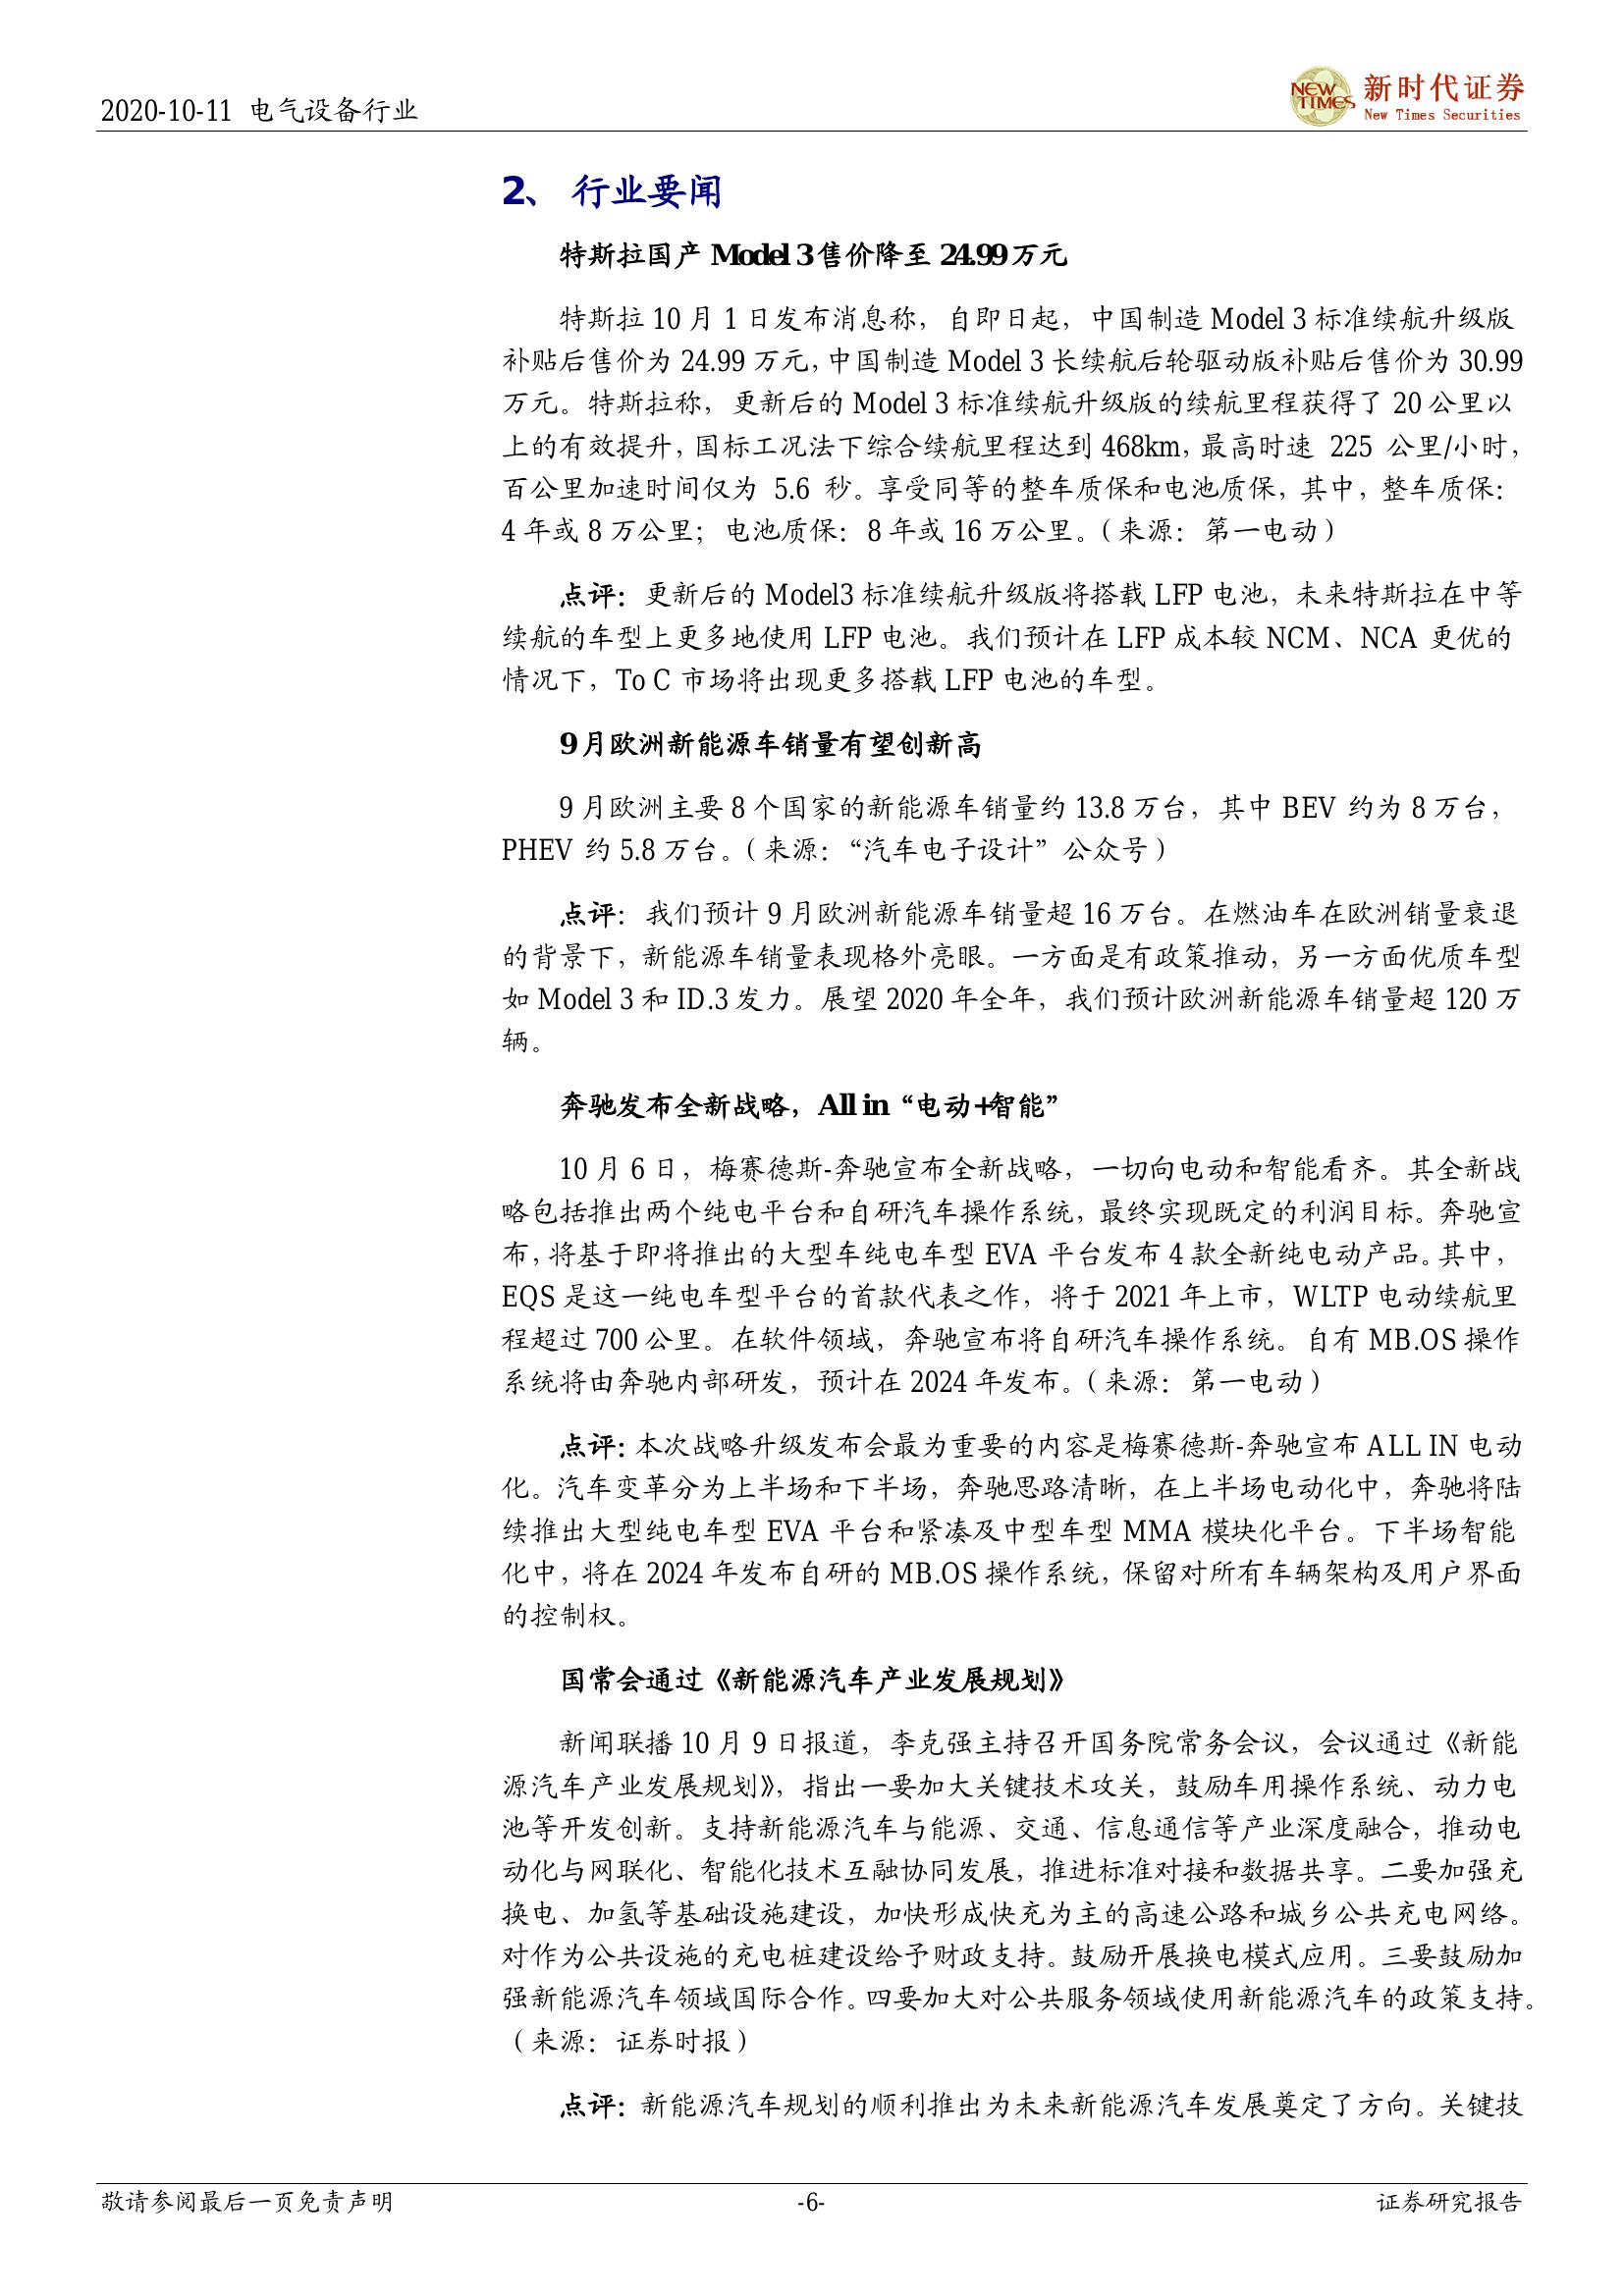 2020-10-11 电气设备行业
NEW TIMES
新时代证券
New Times Securities
2、 行业要闻
特斯拉国产 Model 3 售价降至 24.99 万元
特斯拉 10 月 1 日发布消息称，自即日起，中国制造 Model 3 标准续航升级版
补贴后售价为 24.99 万元，中国制造 Model 3 长续航后轮驱动版补贴后售价为 30.99
万元。特斯拉称，更新后的 Model 3 标准续航升级版的续航里程获得了 20 公里以
上的有效提升，国标工况法下综合续航里程达到 468km，最高时速 225 公里/小时，
百公里加速时间仅为 5.6 秒。享受同等的整车质保和电池质保，其中，整车质保：
4 年或 8 万公里；电池质保：8 年或 16 万公里。（来源：第一电动）
点评：更新后的 Model3 标准续航升级版将搭载 LFP 电池，未来特斯拉在中等
续航的车型上更多地使用 LFP 电池。我们预计在 LFP 成本较 NCM、NCA 更优的
情况下，To C 市场将出现更多搭载 LFP 电池的车型。
9 月欧洲新能源车销量有望创新高
9 月欧洲主要 8 个国家的新能源车销量约 13.8 万台，其中 BEV 约为 8 万台，
PHEV 约 5.8 万台。（来源：“汽车电子设计”公众号）
点评：我们预计 9 月欧洲新能源车销量超 16 万台。在燃油车在欧洲销量衰退
的背景下，新能源车销量表现格外亮眼。一方面是有政策推动，另一方面优质车型
如 Model 3 和 ID.3 发力。展望 2020 年全年，我们预计欧洲新能源车销量超 120 万
辆。
奔驰发布全新战略，All in “电动+智能”
10 月 6 日，梅赛德斯-奔驰宣布全新战略，一切向电动和智能看齐。其全新战
略包括推出两个纯电平台和自研汽车操作系统，最终实现既定的利润目标。奔驰宣
布，将基于即将推出的大型车纯电车型 EVA 平台发布 4 款全新纯电动产品。其中，
EQS 是这一纯电车型平台的首款代表之作，将于 2021 年上市，WLTP 电动续航里
程超过 700 公里。在软件领域，奔驰宣布将自研汽车操作系统。自有 MB.OS 操作
系统将由奔驰内部研发，预计在 2024 年发布。（来源：第一电动）
点评：本次战略升级发布会最为重要的内容是梅赛德斯-奔驰宣布 ALL IN 电动
化。汽车变革分为上半场和下半场，奔驰思路清晰，在上半场电动化中，奔驰将陆
续推出大型纯电车型 EVA 平台和紧凑及中型车型 MMA 模块化平台。下半场智能
化中，将在 2024 年发布自研的 MB.OS 操作系统，保留对所有车辆架构及用户界面
的控制权。
国常会通过《新能源汽车产业发展规划》
新闻联播 10 月 9 日报道，李克强主持召开国务院常务会议，会议通过《新能
源汽车产业发展规划》，指出一要加大关键技术攻关，鼓励车用操作系统、动力电
池等开发创新。支持新能源汽车与能源、交通、信息通信等产业深度融合，推动电
动化与网联化、智能化技术互融协同发展，推进标准对接和数据共享。二要加强充
换电、加氢等基础设施建设，加快形成快充为主的高速公路和城乡公共充电网络。
对作为公共设施的充电桩建设给予财政支持。鼓励开展换电模式应用。三要鼓励加
强新能源汽车领域国际合作。四要加大对公共服务领域使用新能源汽车的政策支持。
（来源：证券时报）
点评：新能源汽车规划的顺利推出为未来新能源汽车发展奠定了方向。关键技
敬请参阅最后一页免责声明
-6-
证券研究报告